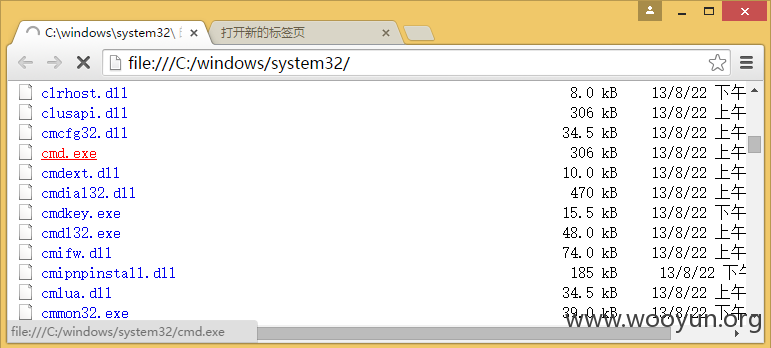 C:\windows\system32\
打开新的标签页
file:///C:/windows/system32/
clrhost.dll 8.0 kB 13/8/22 下午
clusapi.dll 306 kB 13/8/22 上午
cmcfg32.dll 34.5 kB 13/8/22 上午
cmd.exe 306 kB 13/8/22 上午
cmdext.dll 10.0 kB 13/8/22 上午
cmdial32.dll 470 kB 13/8/22 上午
cmdkey.exe 15.5 kB 13/8/22 下午
cmdl32.exe 48.0 kB 13/8/22 上午
cmifw.dll 74.0 kB 13/8/22 上午
cmipnpinstall.dll 185 kB 13/8/22 下午
cmlua.dll 34.5 kB 13/8/22 上午
cmmon32.exe 39.0 kB 13/8/22 上午
www.wooyun.org
file:///C:/windows/system32/cmd.exe